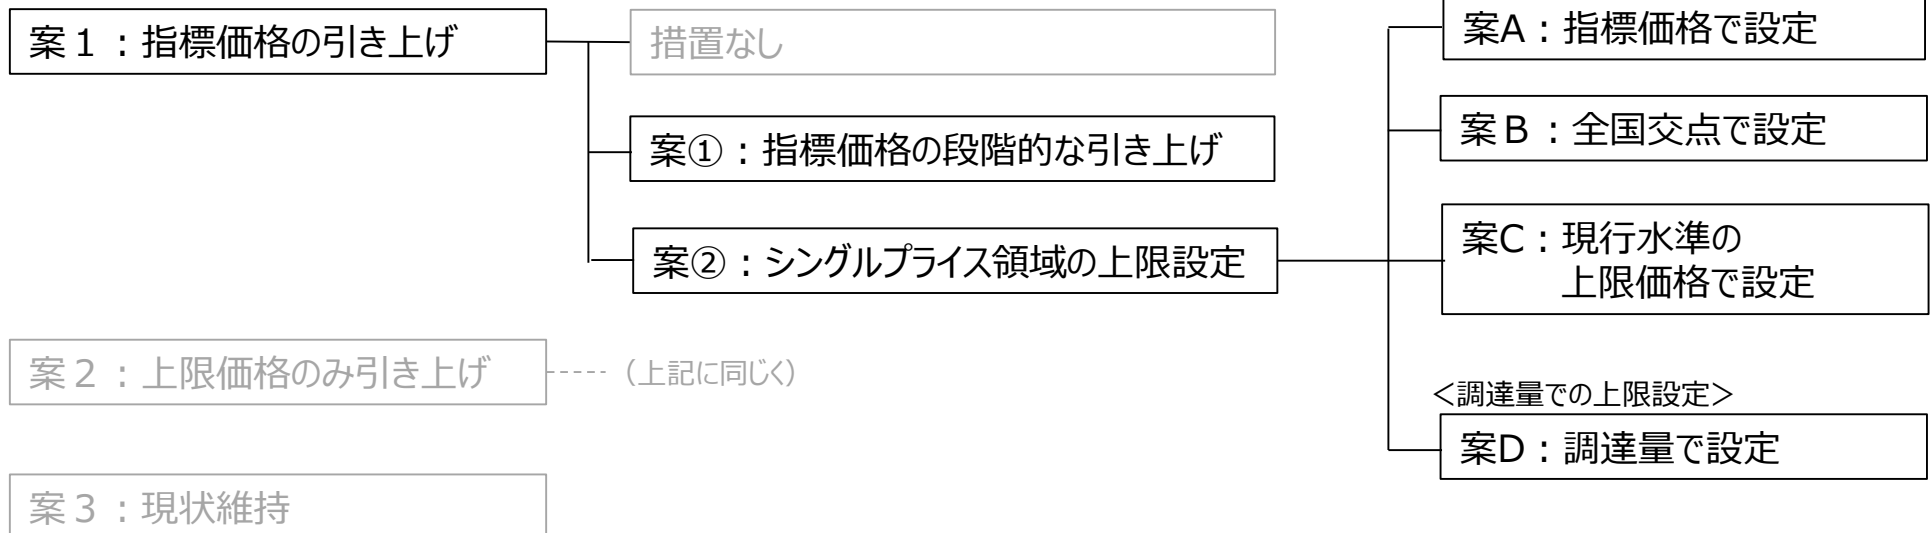 案１：指標価格の引き上げ
措置なし
案①：指標価格の段階的な引き上げ
案②：シングルプライス領域の上限設定
案A：指標価格で設定
案Ｂ：全国交点で設定
案C：現行水準の
上限価格で設定
＜調達量での上限設定＞
案D：調達量で設定
案２：上限価格のみ引き上げ
（上記に同じく）
案３：現状維持